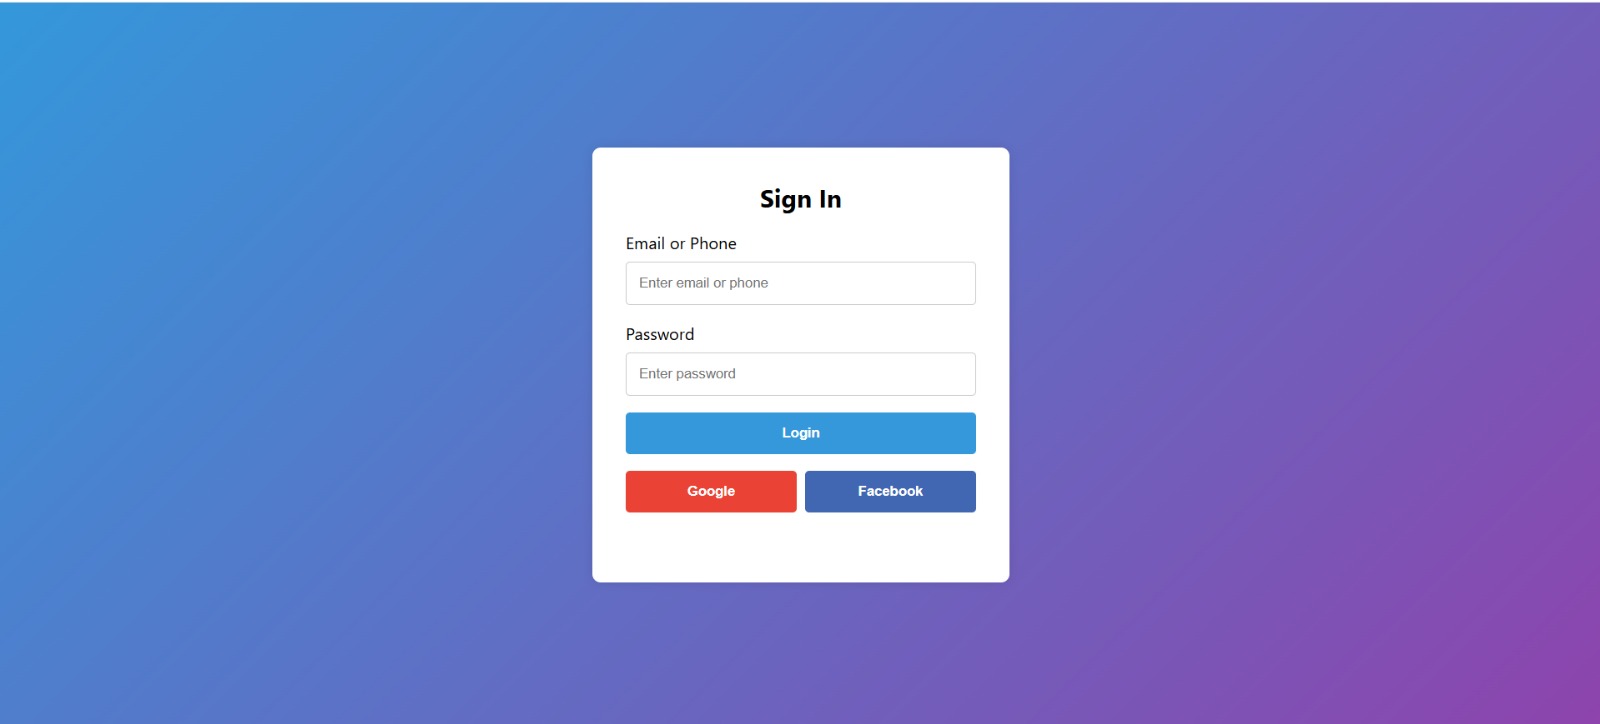 Sign In
Email or Phone
Enter email or phone
Password
Enter password
Login
Google Facebook